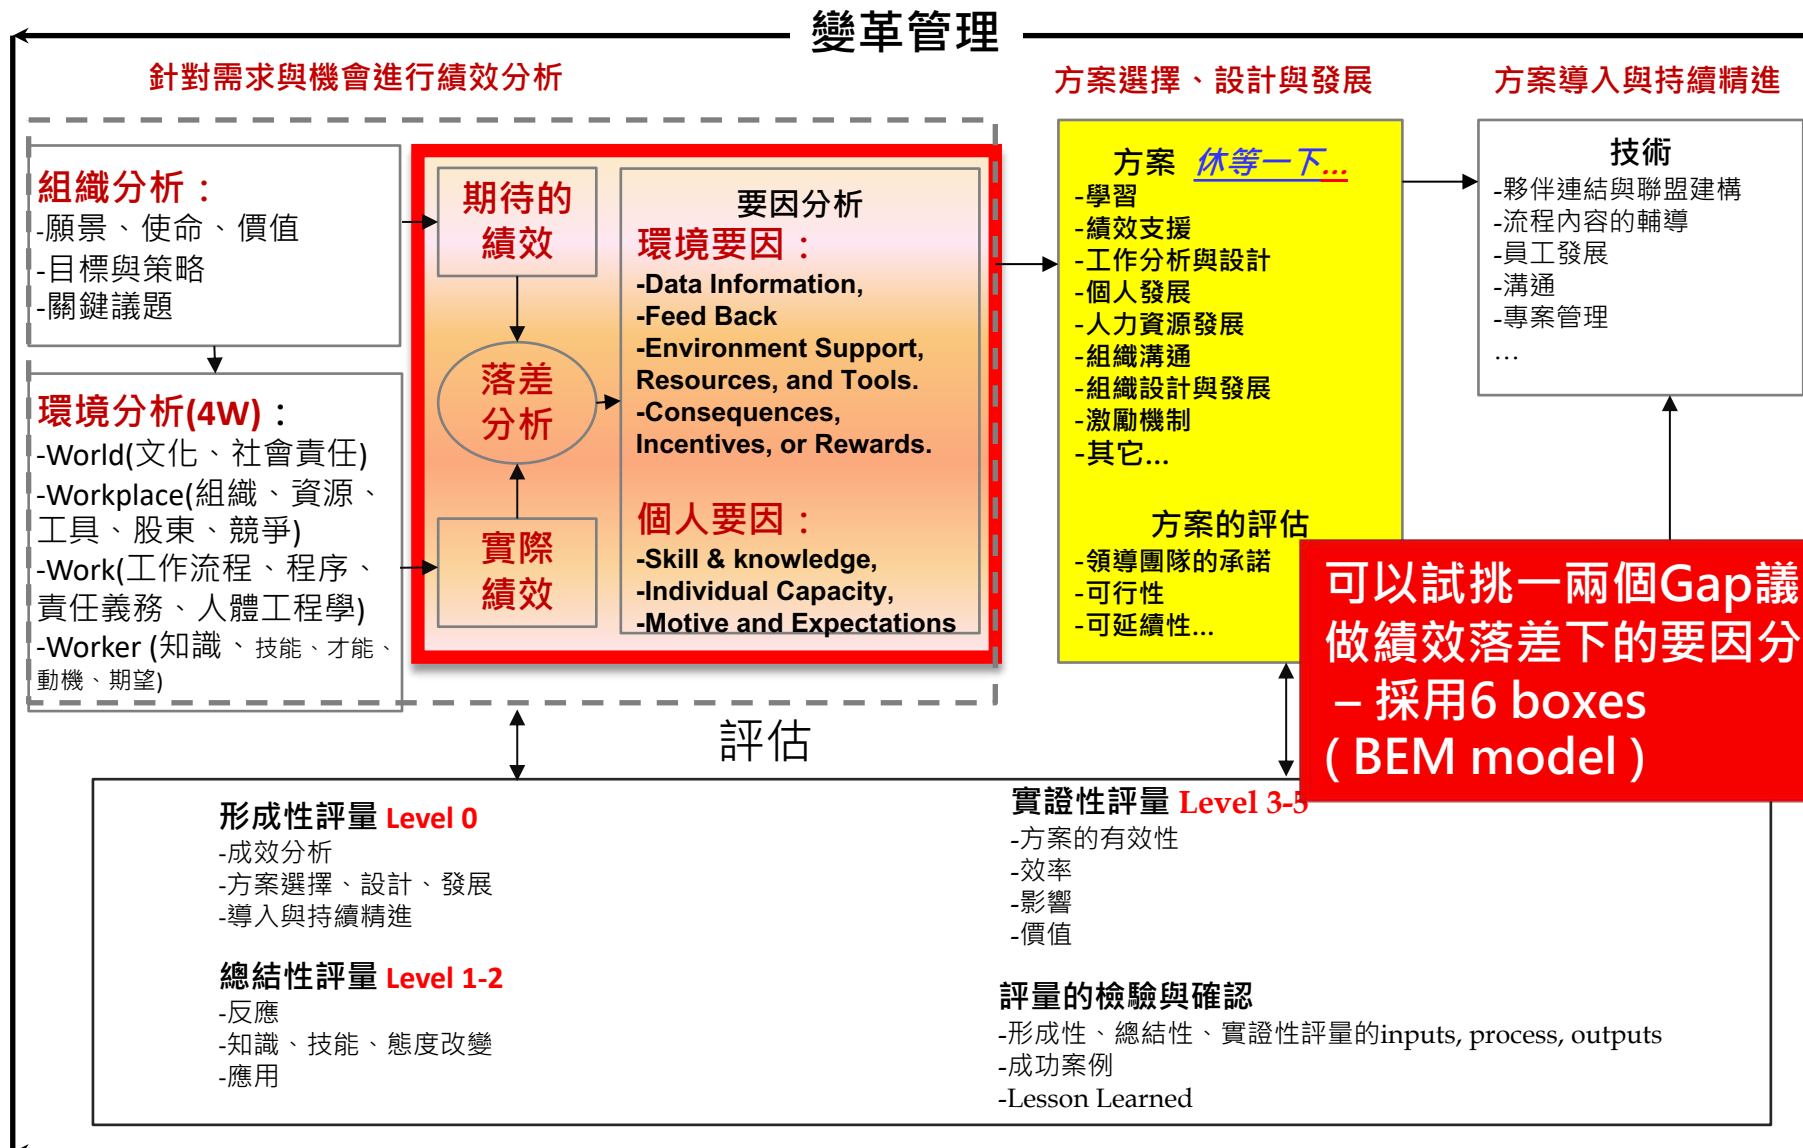 變革管理
針對需求與機會進行績效分析
方案選擇、設計與發展
方案導入與持續精進
組織分析：
-願景、使命、價值
-目標與策略
-關鍵議題
環境分析(4W)：
-World(文化、社會責任)
-Workplace(組織、資源、
工具、股東、競爭)
-Work(工作流程、程序、
責任義務、人體工程學)
-Worker (知識、技能、才能、
動機、期望)
期待的
績效
落差
分析
實際
績效
要因分析
環境要因：
-Data Information,
-Feed Back
-Environment Support,
Resources, and Tools.
-Consequences,
Incentives, or Rewards.
個人要因：
-Skill & knowledge,
-Individual Capacity,
-Motive and Expectations
方案 休等一下...
-學習
-績效支援
-工作分析與設計
-個人發展
-人力資源發展
-組織溝通
-組織設計與發展
-激勵機制
-其它...
方案的評估
-領導團隊的承諾
-可行性
-可延續性...
技術
-夥伴連結與聯盟建構
-流程內容的輔導
-員工發展
-溝通
-專案管理
...
可以試挑一兩個Gap議
做績效落差下的要因分
– 採用6 boxes
( BEM model )
評估
形成性評量 Level 0
-成效分析
-方案選擇、設計、發展
-導入與持續精進
總結性評量 Level 1-2
-反應
-知識、技能、態度改變
-應用
實證性評量 Level 3-5
-方案的有效性
-效率
-影響
-價值
評量的檢驗與確認
-形成性、總結性、實證性評量的inputs, process, outputs
-成功案例
-Lesson Learned